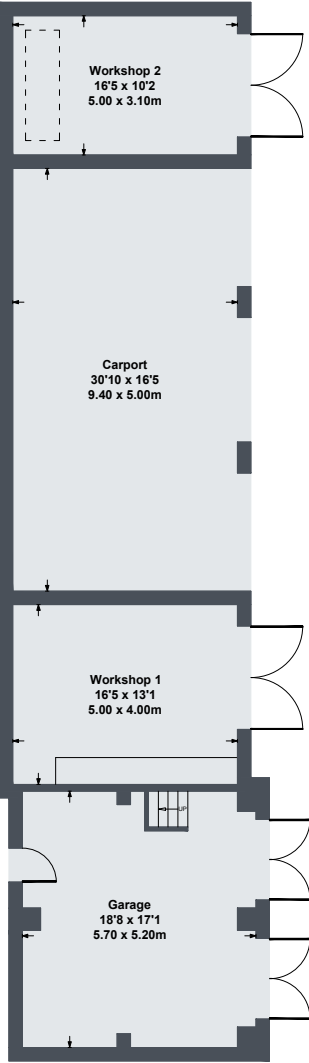 Workshop 2
16'5 x 10'2
5.00 x 3.10m
Carport
30'10 x 16'5
9.40 x 5.00m
Workshop 1
16'5 x 13'1
5.00 x 4.00m
UP
Garage
18'8 x 17'1
5.70 x 5.20m